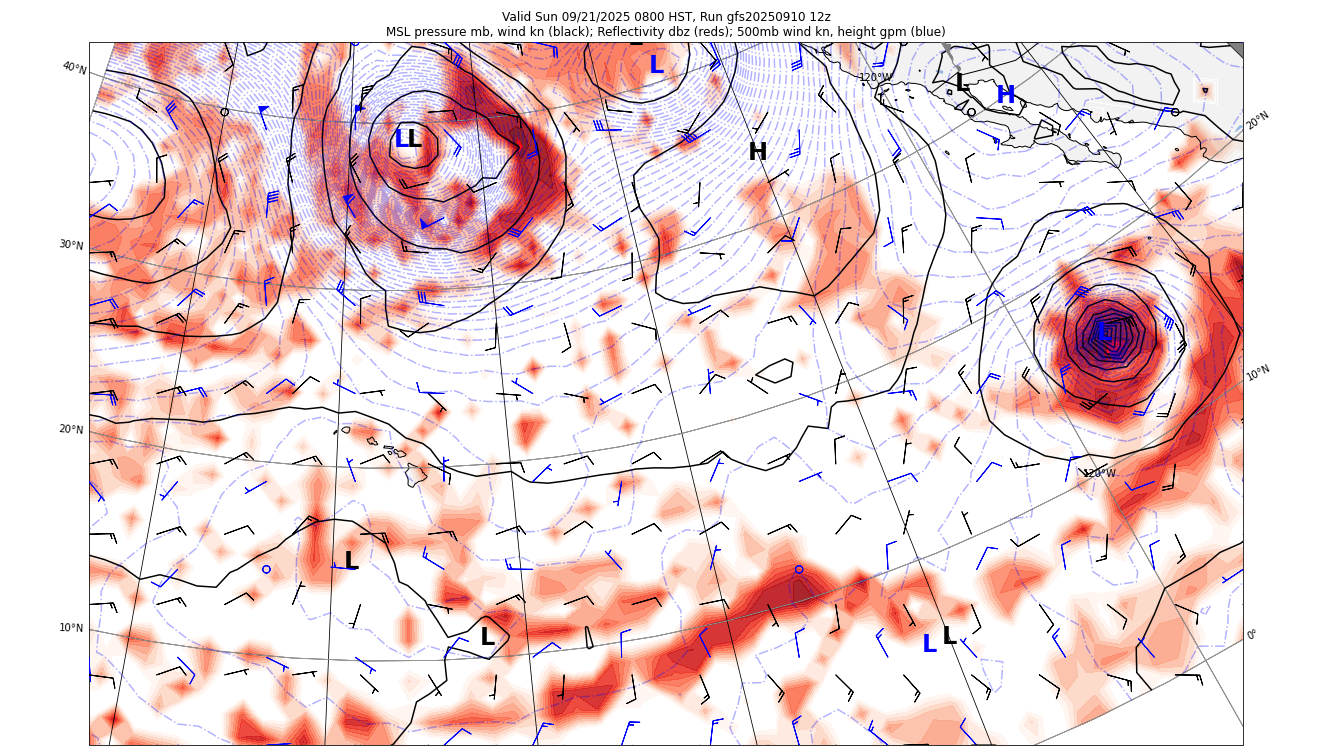 Valid Sun 09/21/2025 0800 HST, Run gfs20250910 12z
MSL pressure mb, wind kn (black); Reflectivity dbz (reds); 500mb wind kn, height gpm (blue)
40°N
L
120°W
L
H
20°N
L
L
H
30°N
L
10°N
20°N
120°W
L
10°N
L
L
L
0°